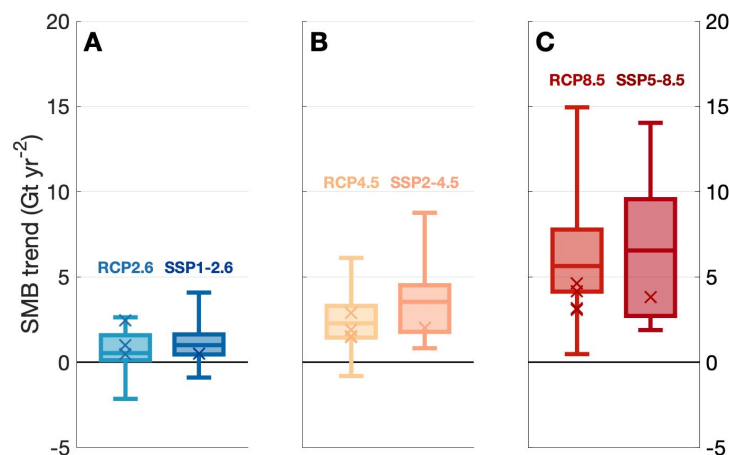 20
A
B
C
20
RCP8.5 SSP5-8.5
15
15
SMB trend (Gt yr-2)
RCP4.5 SSP2-4.5
10
10
RCP2.6 SSP1-2.6
5
5
0
0
-5
-5